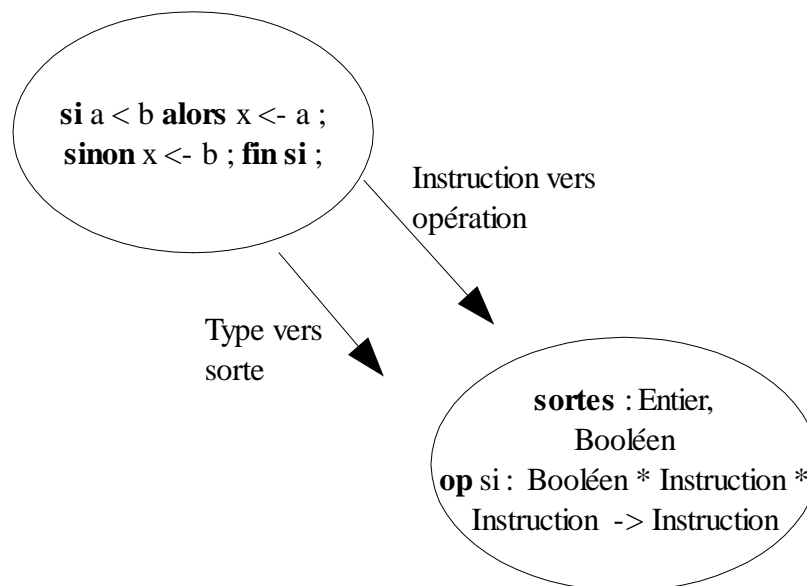 si a < b alors x <- a ;
sinon x <- b ; fin si ;
Instruction vers
opération
Type vers
sorte
sortes : Entier,
Booléen
op si : Booléen * Instruction *
Instruction -> Instruction